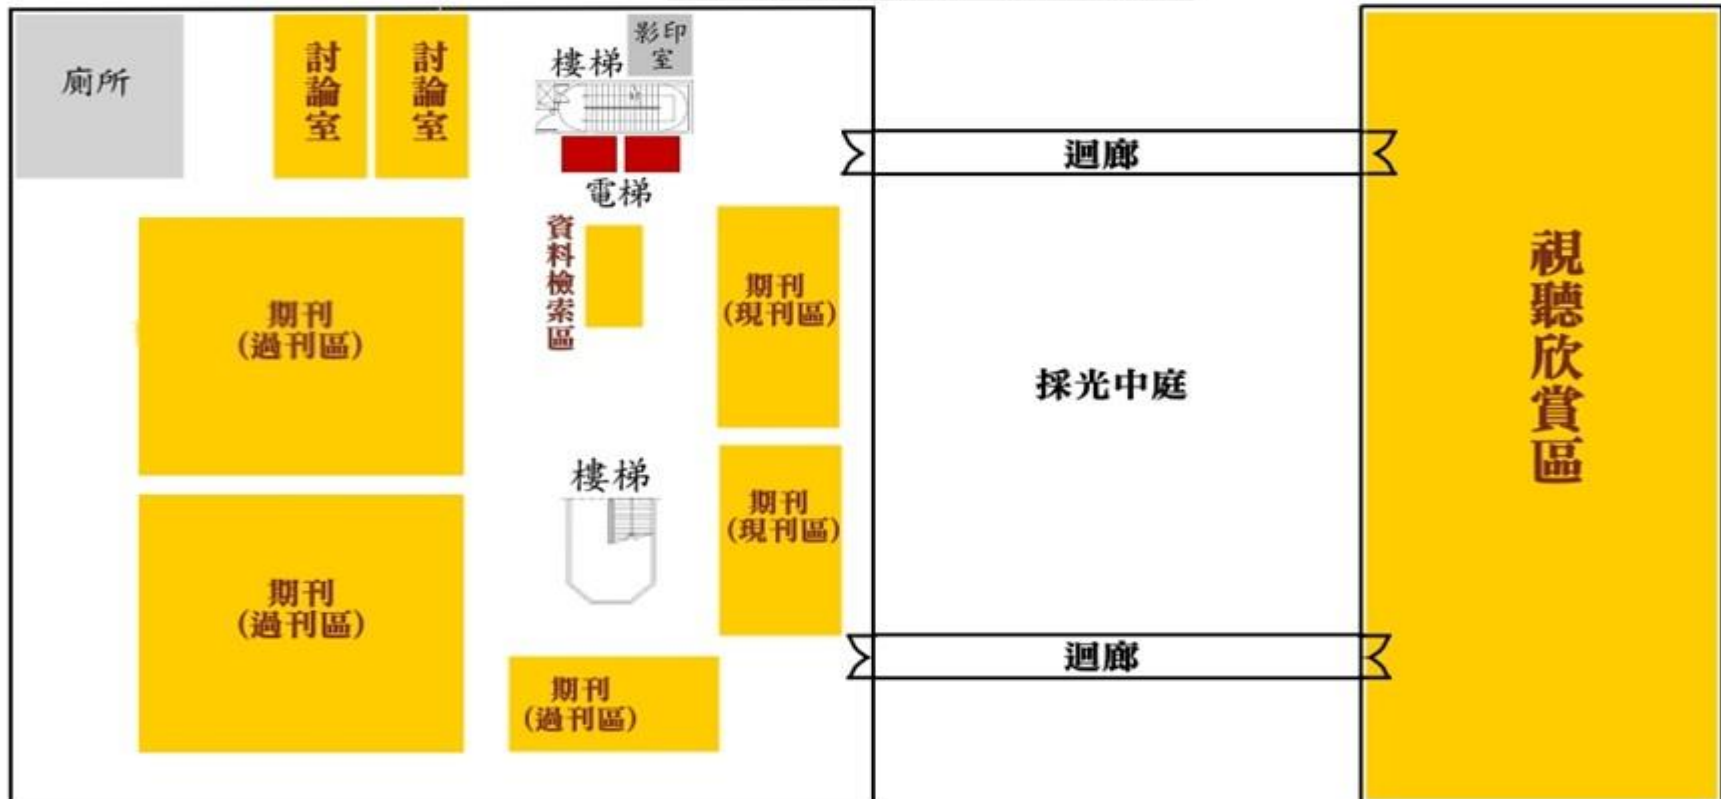 廁所
討論室
討論室
影印
室
樓梯
電梯
迴廊
資料檢索區
期刊
(過刊區)
期刊
(現刊區)
採光中庭
視聽欣賞區
樓梯
期刊
(現刊區)
期刊
(過刊區)
期刊
(過刊區)
迴廊